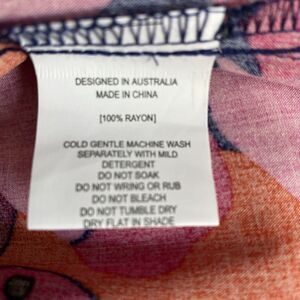 DESIGNED IN AUSTRALIA
MADE IN CHINA
[100% RAYON]
COLD GENTLE MACHINE WASH
SEPARATELY WITH MILD
DETERGENT
DO NOT SOAK
DO NOT WRING OR RUB
DO NOT BLEACH
DO NOT TUMBLE DRY
DRY FLAT IN SHADE